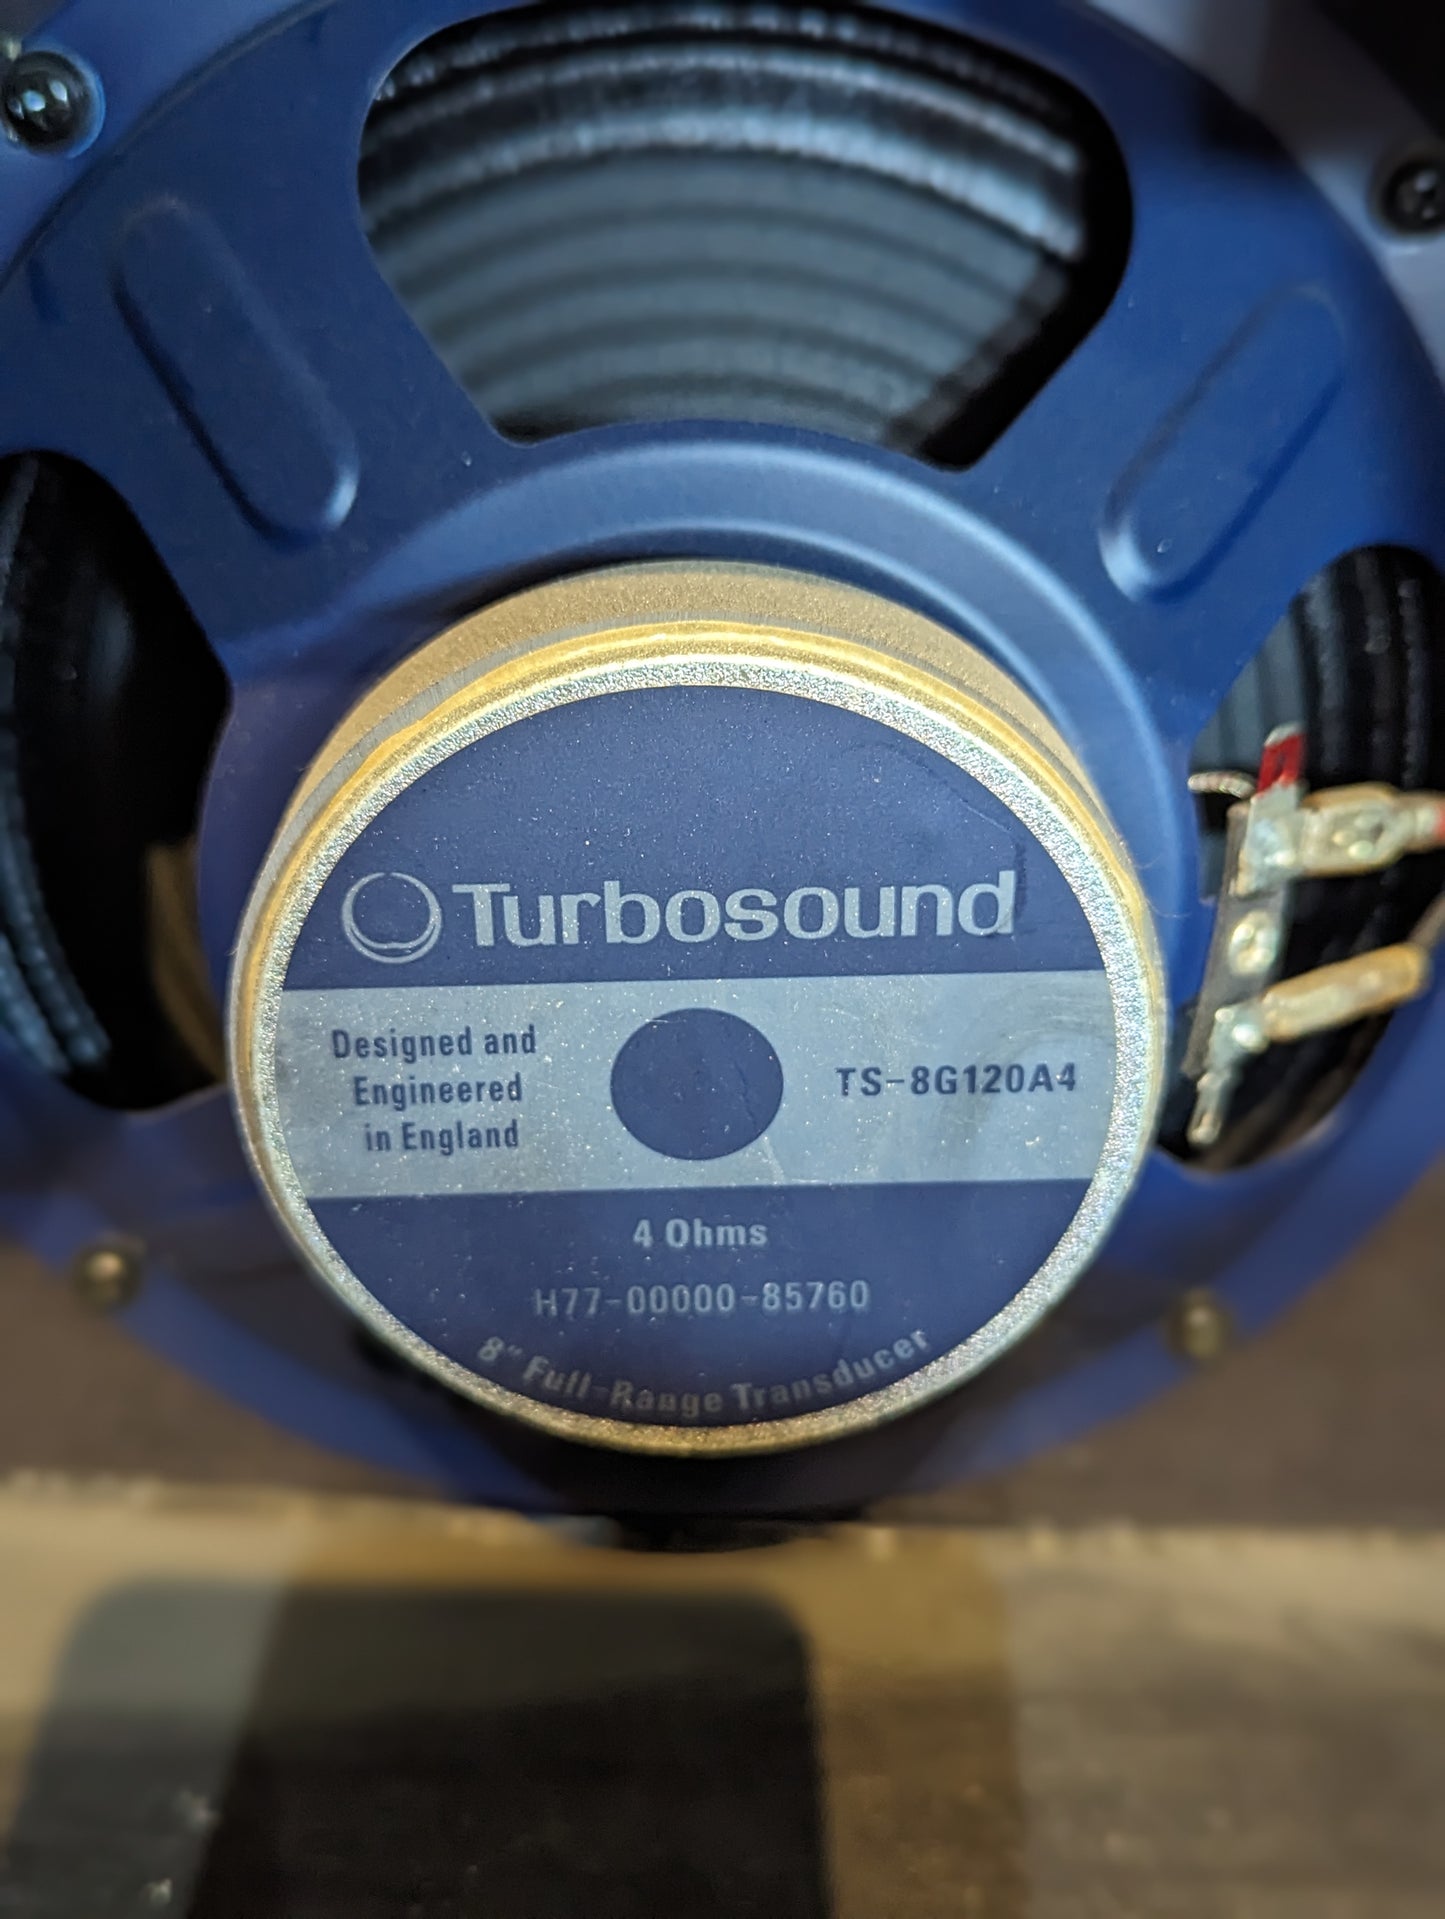 Turbosound
Designed and
Engineered
in England
TS-8G120A4
4 Ohms
H77-00000-85760
8" Full-Range Transducer